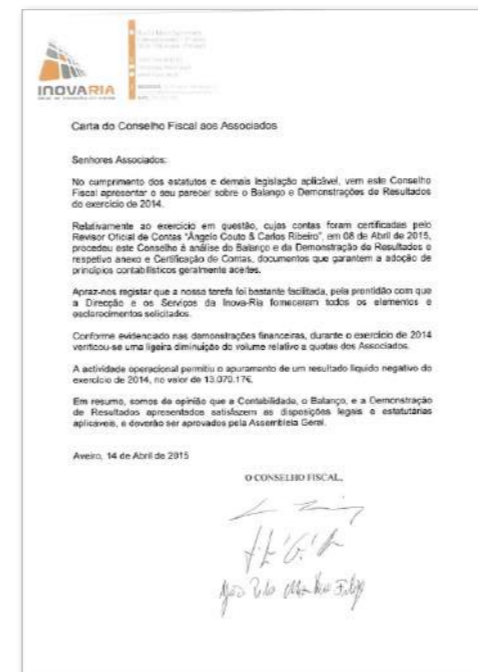 INOVARIA
Carta do Conselho Fiscal aos Associados
Senhores Associados:
No cumprimento dos estatutos e demais legislação aplicável, vem este Conselho
Fiscal apresentar o seu parecer sobre o Balanço e Demonstrações de Resultados
do exercício de 2014.
Relativamente ao exercício em questão, cujas contas foram certificadas pelo
Revisor Oficial de Contas "Ângelo Couto & Carlos Ribeiro", em 08 de Abril de 2015,
procedeu este Conselho à análise do Balanço e da Demonstração de Resultados e
respetivo anexo e Certificação de Contas, documentos que garantem a adoção de
princípios contabilísticos geralmente aceites.
Apraz-nos registar que a nossa tarefa foi bastante facilitada, pela prontidão com que
a Direcção e os Serviços da Inova-Ria forneceram todos os elementos e
esclarecimentos solicitados.
Conforme evidenciado nas demonstrações financeiras, durante o exercício de 2014
verificou-se uma ligeira diminuição do volume relativo a quotas dos Associados.
A actividade operacional permitiu o apuramento de um resultado líquido negativo do
exercício de 2014, no valor de 13.070,17€.
Em resumo, somos da opinião que a Contabilidade, o Balanço, e a Demonstração
de Resultados apresentados satisfazem as disposições legais e estatutárias
aplicáveis, e deverão ser aprovados pela Assembleia Geral.
Aveiro, 14 de Abril de 2015
O CONSELHO FISCAL,